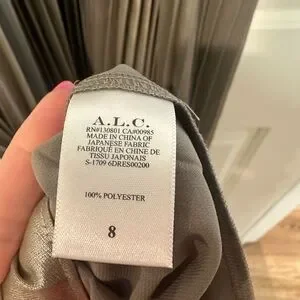 A.L.C.
RN#130801 CA#00985
MADE IN CHINA OF
JAPANESE FABRIC
FABRIQUÉ EN CHINE DE
TISSU JAPONAIS
S-1709 6DRES00200
100% POLYESTER
8